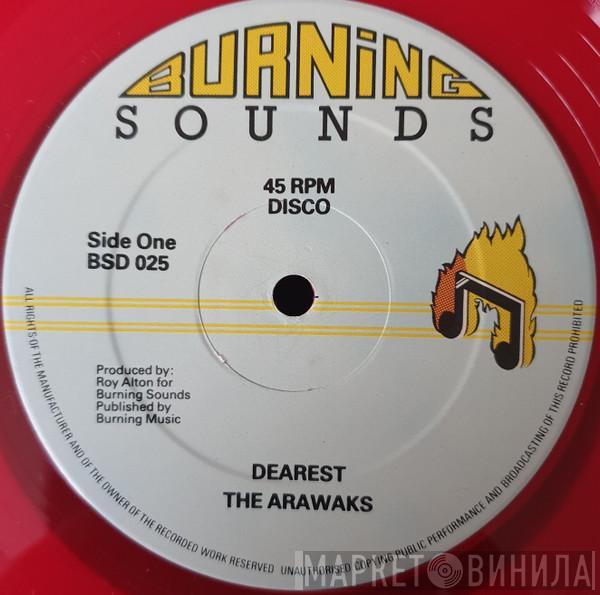 BURNiNG
SOUNDS
45 RPM
DISCO
Side One
BSD 025
Produced by:
Roy Alton for
Burning Sounds
Published by
Burning Music
DEAREST
THE ARAWAKS
ALL RIGHTS OF THE MANUFACTURER AND OF THE OWNER OF THE RECORDED WORK RESERVED UNAUTHORISED COPYING PUBLIC PERFORMANCE AND BROADCASTING OF THIS RECORD PROHIBITED
МАРКЕТ ВИНИЛА